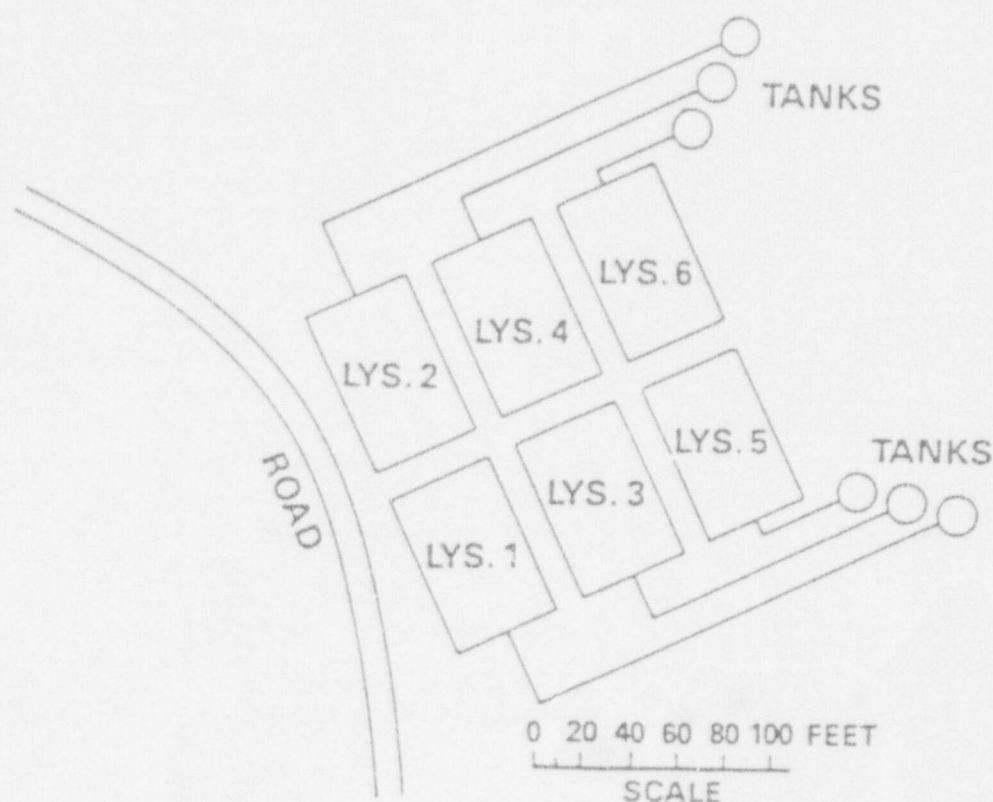 TANKS
LYS. 6
LYS. 4
LYS. 2
TANKS
LYS. 5
LYS. 3
ROAD
LYS. 1
0 20 40 60 80 100 FEET
SCALE